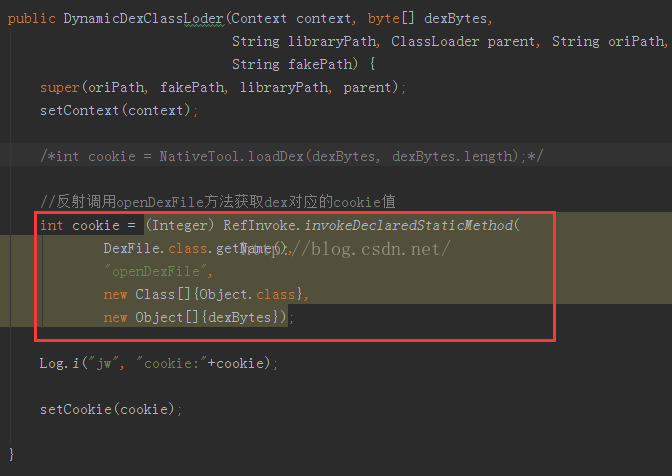 public DynamicDexClassLoder(Context context, byte[] dexBytes,
String libraryPath, ClassLoader parent, String oriPath,
String fakePath) {
super(oriPath, fakePath, libraryPath, parent);
setContext(context);
/*int cookie = NativeTool.loadDex(dexBytes, dexBytes.length);*/
//反射调用openDexFile方法获取dex对应的cookie值
int cookie = (Integer) RefInvoke.invokeDeclaredStaticMethod(
DexFile.class.getName(),
http://blog.csdn.net/
"openDexFile",
new Class[]{Object.class},
new Object[]{dexBytes});
Log.i("jw", "cookie:"+cookie);
setCookie(cookie);
}